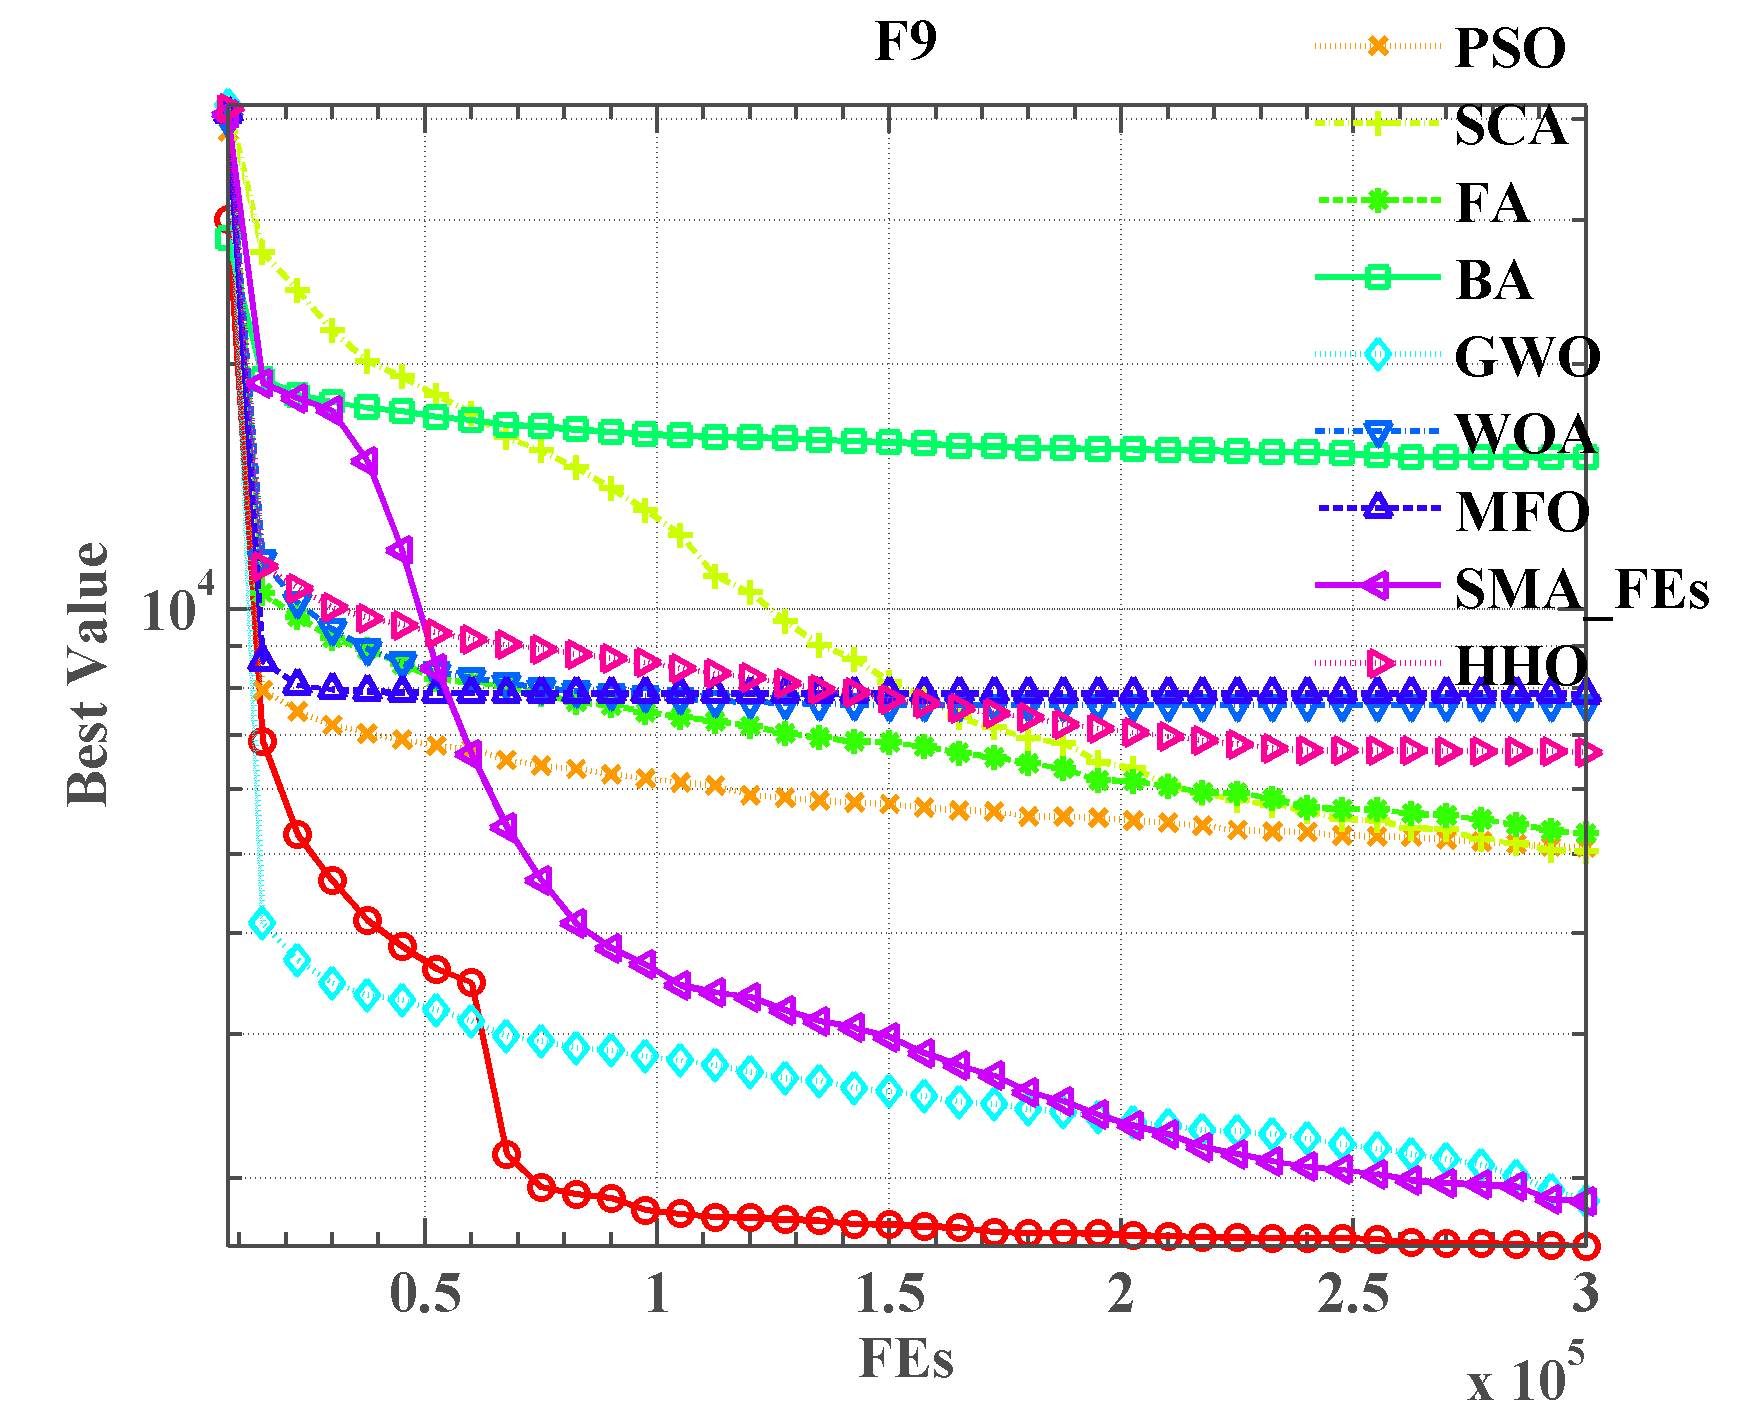 F9
PSO
SCA
FA
BA
GWO
WOA
MFO
SMA_FEs
HHO
Best Value
10^4
0.5 1 1.5 2 2.5 3
FEs
x 10^5